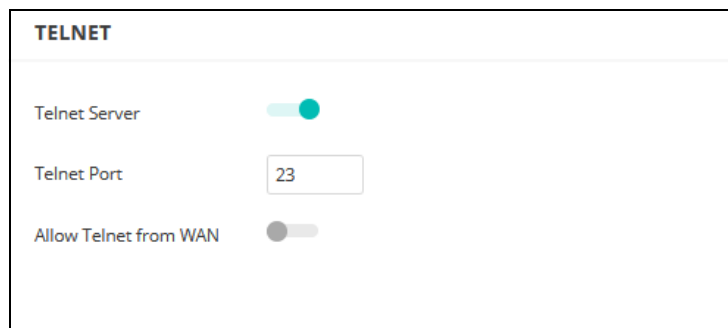 TELNET
Telnet Server
Telnet Port 23
Allow Telnet from WAN